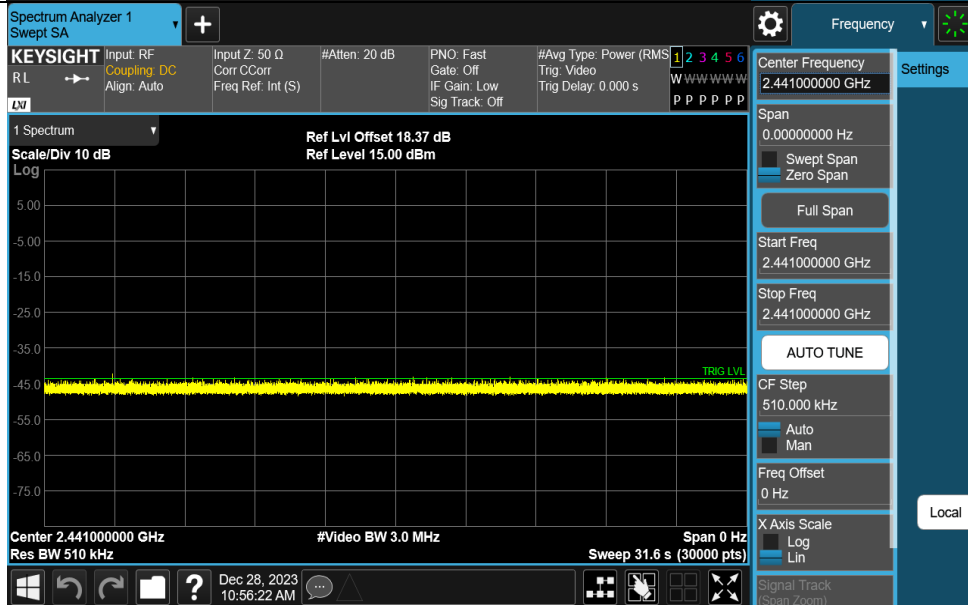 Spectrum Analyzer 1
Swept SA
Frequency
KEYSIGHT
RL
LXI
Input: RF
Coupling: DC
Align: Auto
Input Z: 50 Ω
Corr CCorr
Freq Ref: Int (S)
#Atten: 20 dB
PNO: Fast
Gate: Off
IF Gain: Low
Sig Track: Off
#Avg Type: Power (RMS
Trig: Video
Trig Delay: 0.000 s
1 2 3 4 5 6
W W W W W W
P P P P P P
1 Spectrum
Scale/Div 10 dB
Log
Ref Lvl Offset 18.37 dB
Ref Level 15.00 dBm
5.00
-5.00
-15.0
-25.0
-35.0
-45.0
-55.0
-65.0
-75.0
TRIG LVL
Center 2.441000000 GHz
Res BW 510 kHz
#Video BW 3.0 MHz
Span 0 Hz
Sweep 31.6 s (30000 pts)
?
Dec 28, 2023
10:56:22 AM
Center Frequency
2.441000000 GHz
Settings
Span
0.00000000 Hz
Swept Span
Zero Span
Full Span
Start Freq
2.441000000 GHz
Stop Freq
2.441000000 GHz
AUTO TUNE
CF Step
510.000 kHz
Auto
Man
Freq Offset
0 Hz
Local
X Axis Scale
Log
Lin
Signal Track
(Span Zoom)